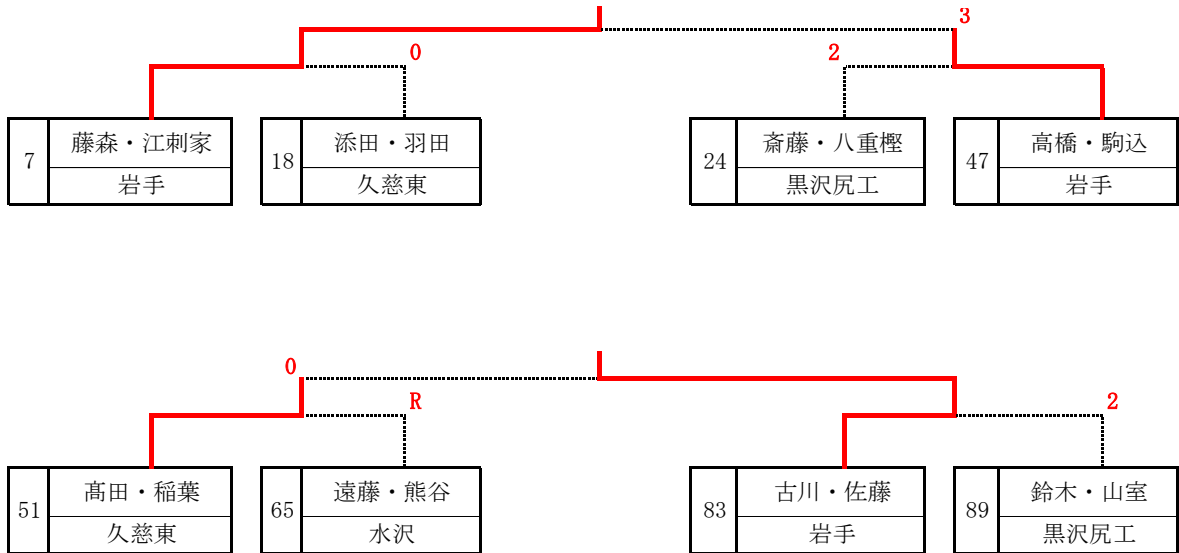 3
0
2
7
藤森・江刺家
岩手
18
添田・羽田
久慈東
24
斎藤・八重樫
黒沢尻工
47
高橋・駒込
岩手
0
R
2
51
髙田・稲葉
久慈東
65
遠藤・熊谷
水沢
83
古川・佐藤
岩手
89
鈴木・山室
黒沢尻工